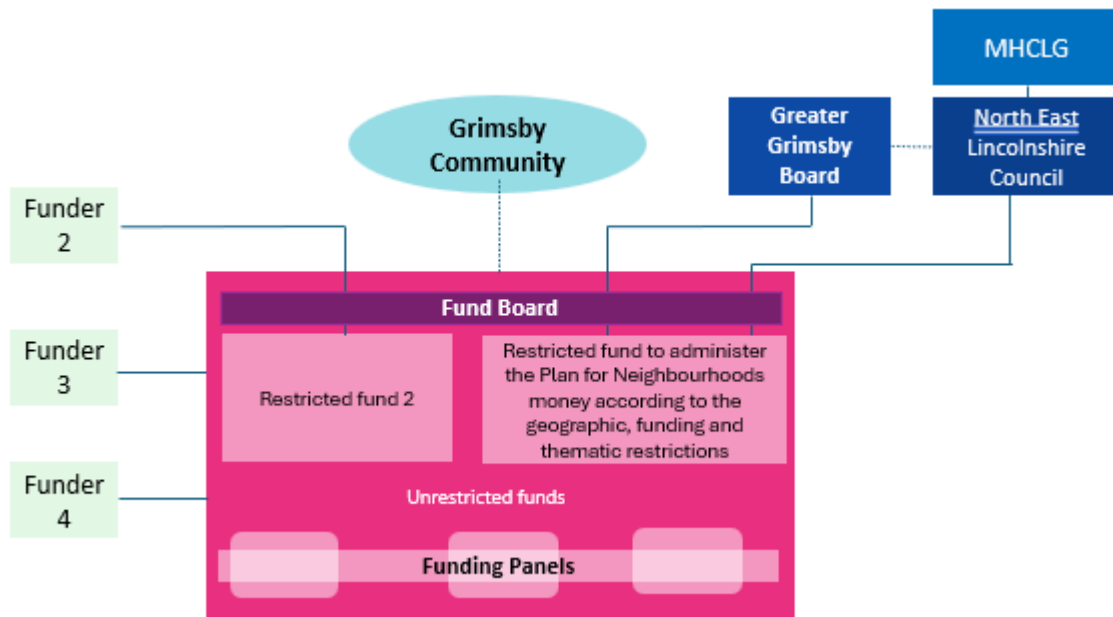 MHCLG
Grimsby
Community
Greater
Grimsby
Board
North East
Lincolnshire
Council
Funder
2
Fund Board
Funder
3
Restricted fund 2
Restricted fund to administer
the Plan for Neighbourhoods
money according to the
geographic, funding and
thematic restrictions
Funder
4
Unrestricted funds
Funding Panels